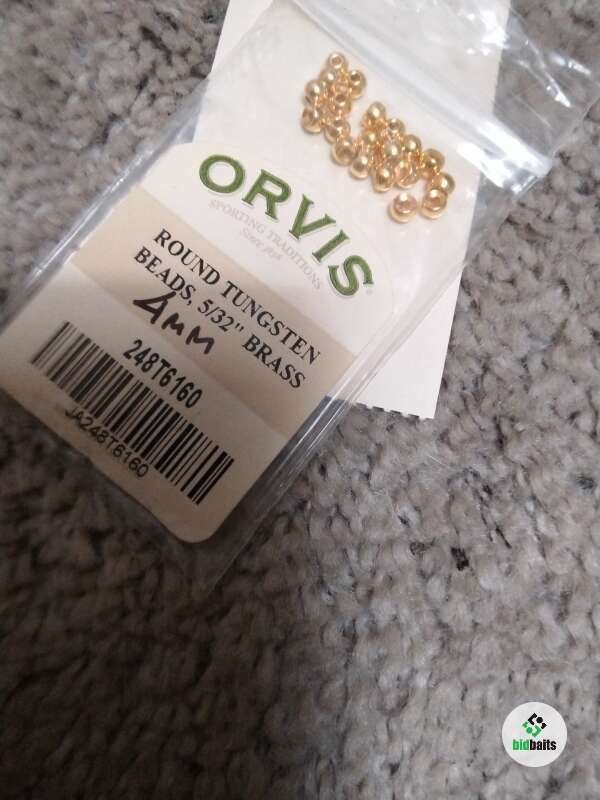 ORVIS®
SPORTING TRADITIONS
Since 1856
ROUND TUNGSTEN
BEADS, 5/32" BRASS
4mm
248T6160
JA248T6160
bidbaits